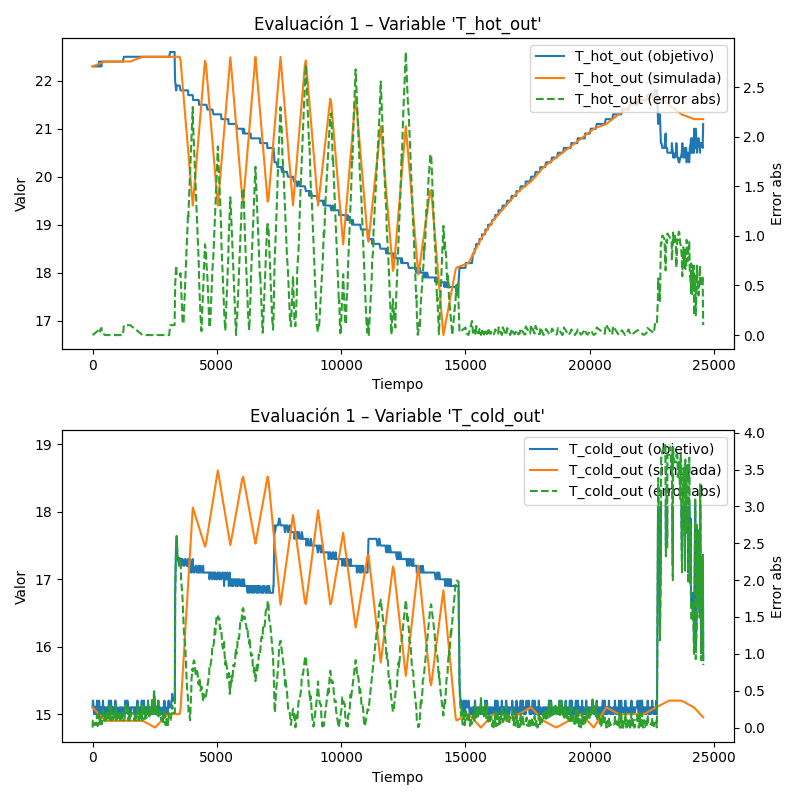 Evaluación 1 – Variable 'T_hot_out'
T_hot_out (objetivo)
T_hot_out (simulada)
T_hot_out (error abs)
Valor
22
21
20
19
18
17
2.5
2.0
1.5
1.0
0.5
0.0
Error abs
0
5000
10000
15000
20000
25000
Tiempo
Evaluación 1 – Variable 'T_cold_out'
T_cold_out (objetivo)
T_cold_out (simulada)
T_cold_out (error abs)
Valor
19
18
17
16
15
4.0
3.5
3.0
2.5
2.0
1.5
1.0
0.5
0.0
Error abs
0
5000
10000
15000
20000
25000
Tiempo